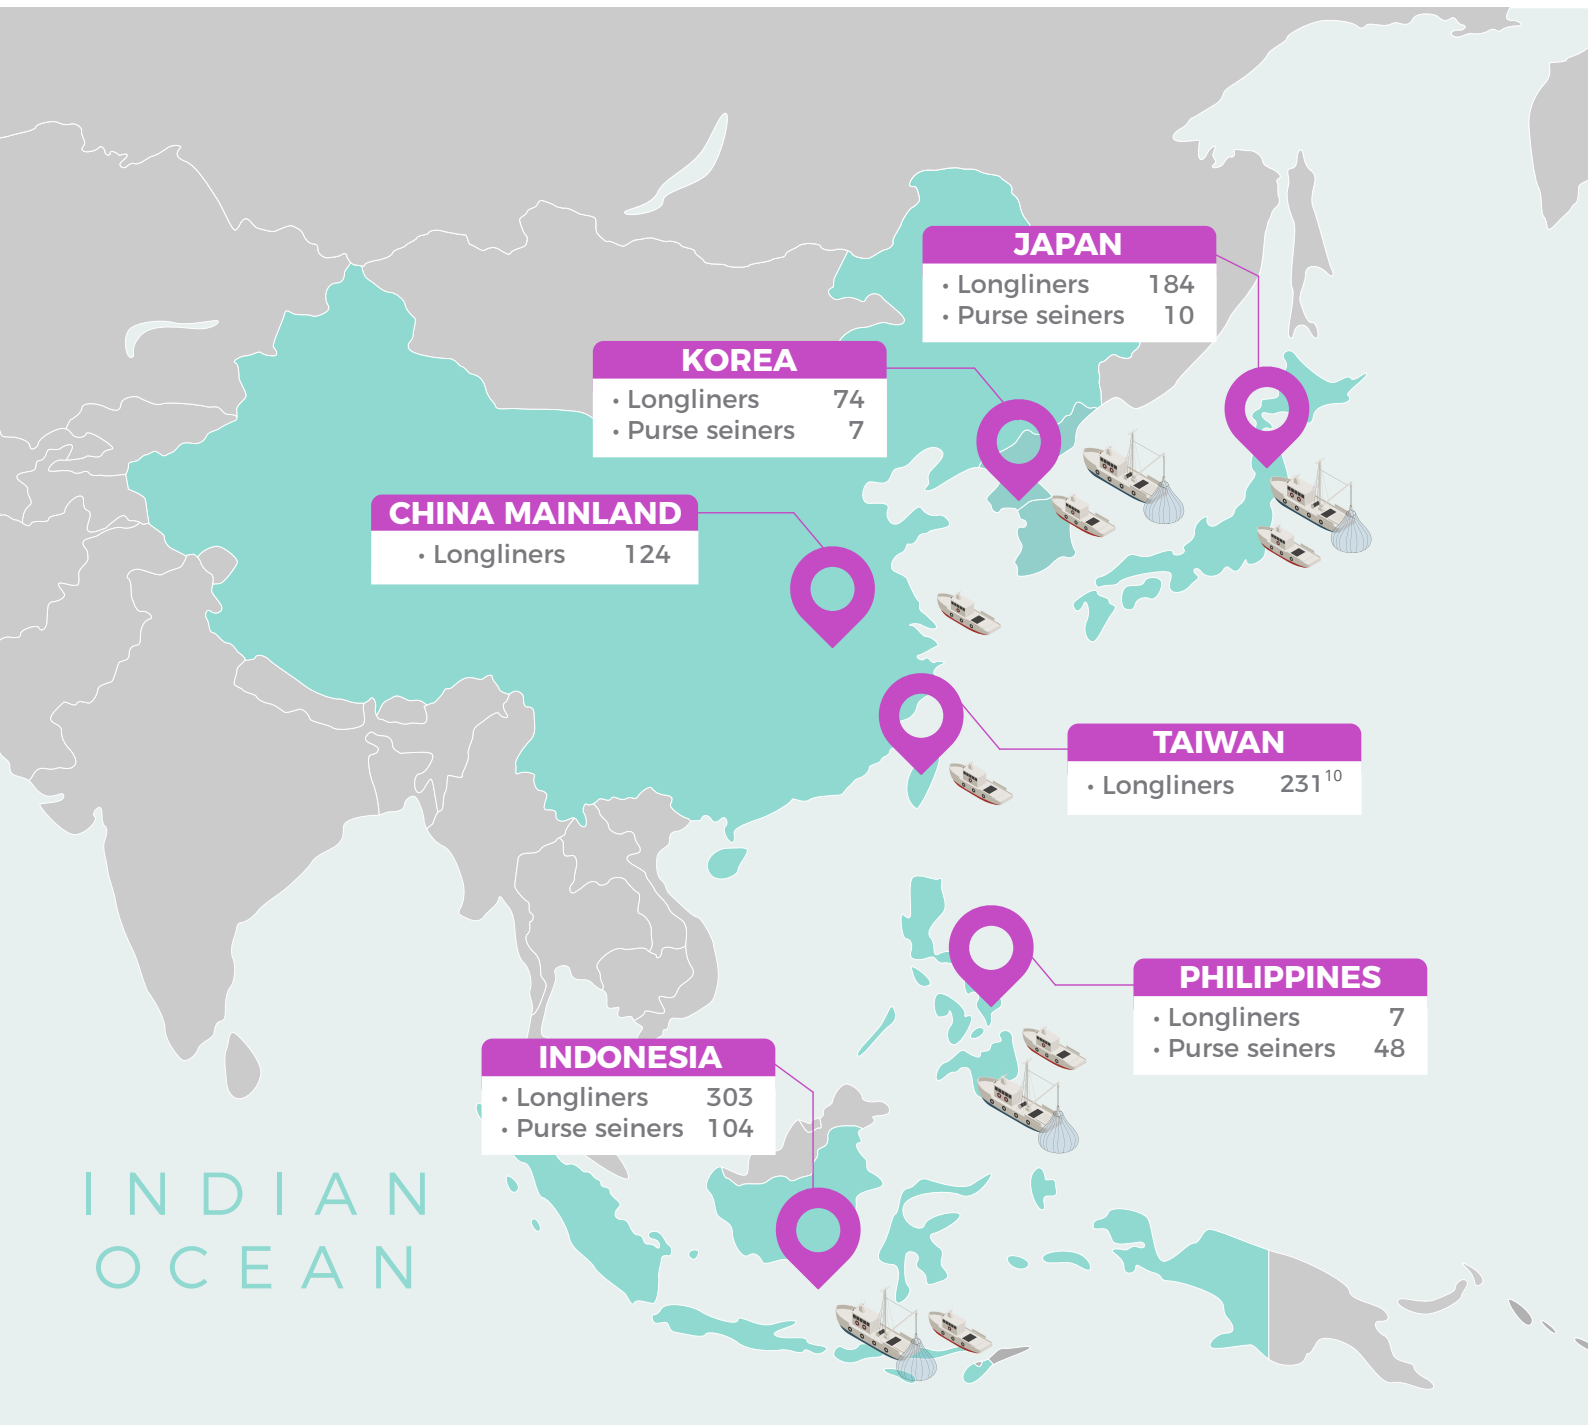 JAPAN
• Longliners 184
• Purse seiners 10
KOREA
• Longliners 74
• Purse seiners 7
CHINA MAINLAND
• Longliners 124
TAIWAN
• Longliners 231¹⁰
PHILIPPINES
• Longliners 7
• Purse seiners 48
INDONESIA
• Longliners 303
• Purse seiners 104
INDIAN
OCEAN